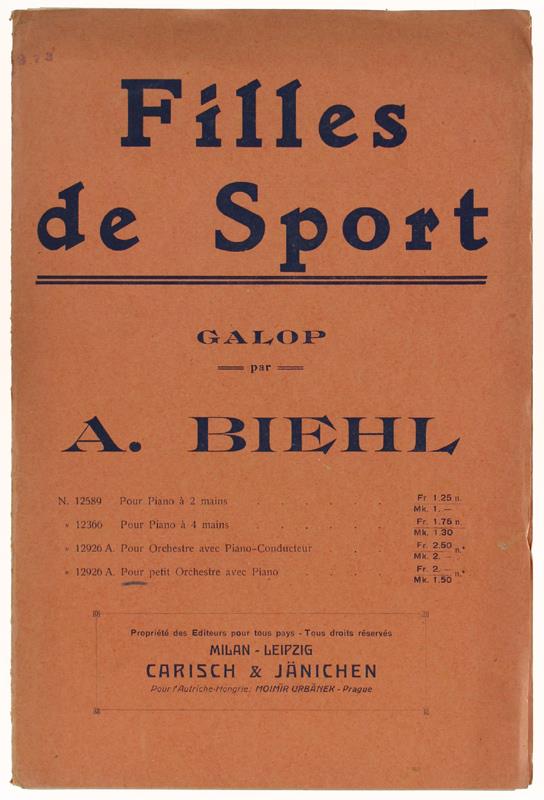 373
Filles
de Sport
GALOP
par
A. BIEHL
N. 12589 Pour Piano à 2 mains . . . . . Fr 1.25 n.
Mk. 1. —
» 12366 Pour Piano à 4 mains . . . . . Fr. 1.75 n.
Mk. 1.30
» 12926 A. Pour Orchestre avec Piano-Conducteur . . Fr. 2.50 n.*
Mk. 2. —
» 12926 A. Pour petit Orchestre avec Piano . . . Fr. 2. — n.*
Mk. 1.50
Propriété des Editeurs pour tous pays - Tous droits réservés
MILAN - LEIPZIG
CARISCH & JÄNICHEN
Pour l'Autriche-Hongrie: MOIMÍR URBÁNEK - Prague